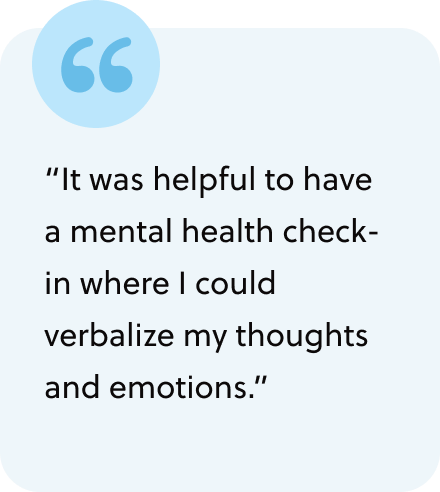 “It was helpful to have
a mental health check-
in where I could
verbalize my thoughts
and emotions.”